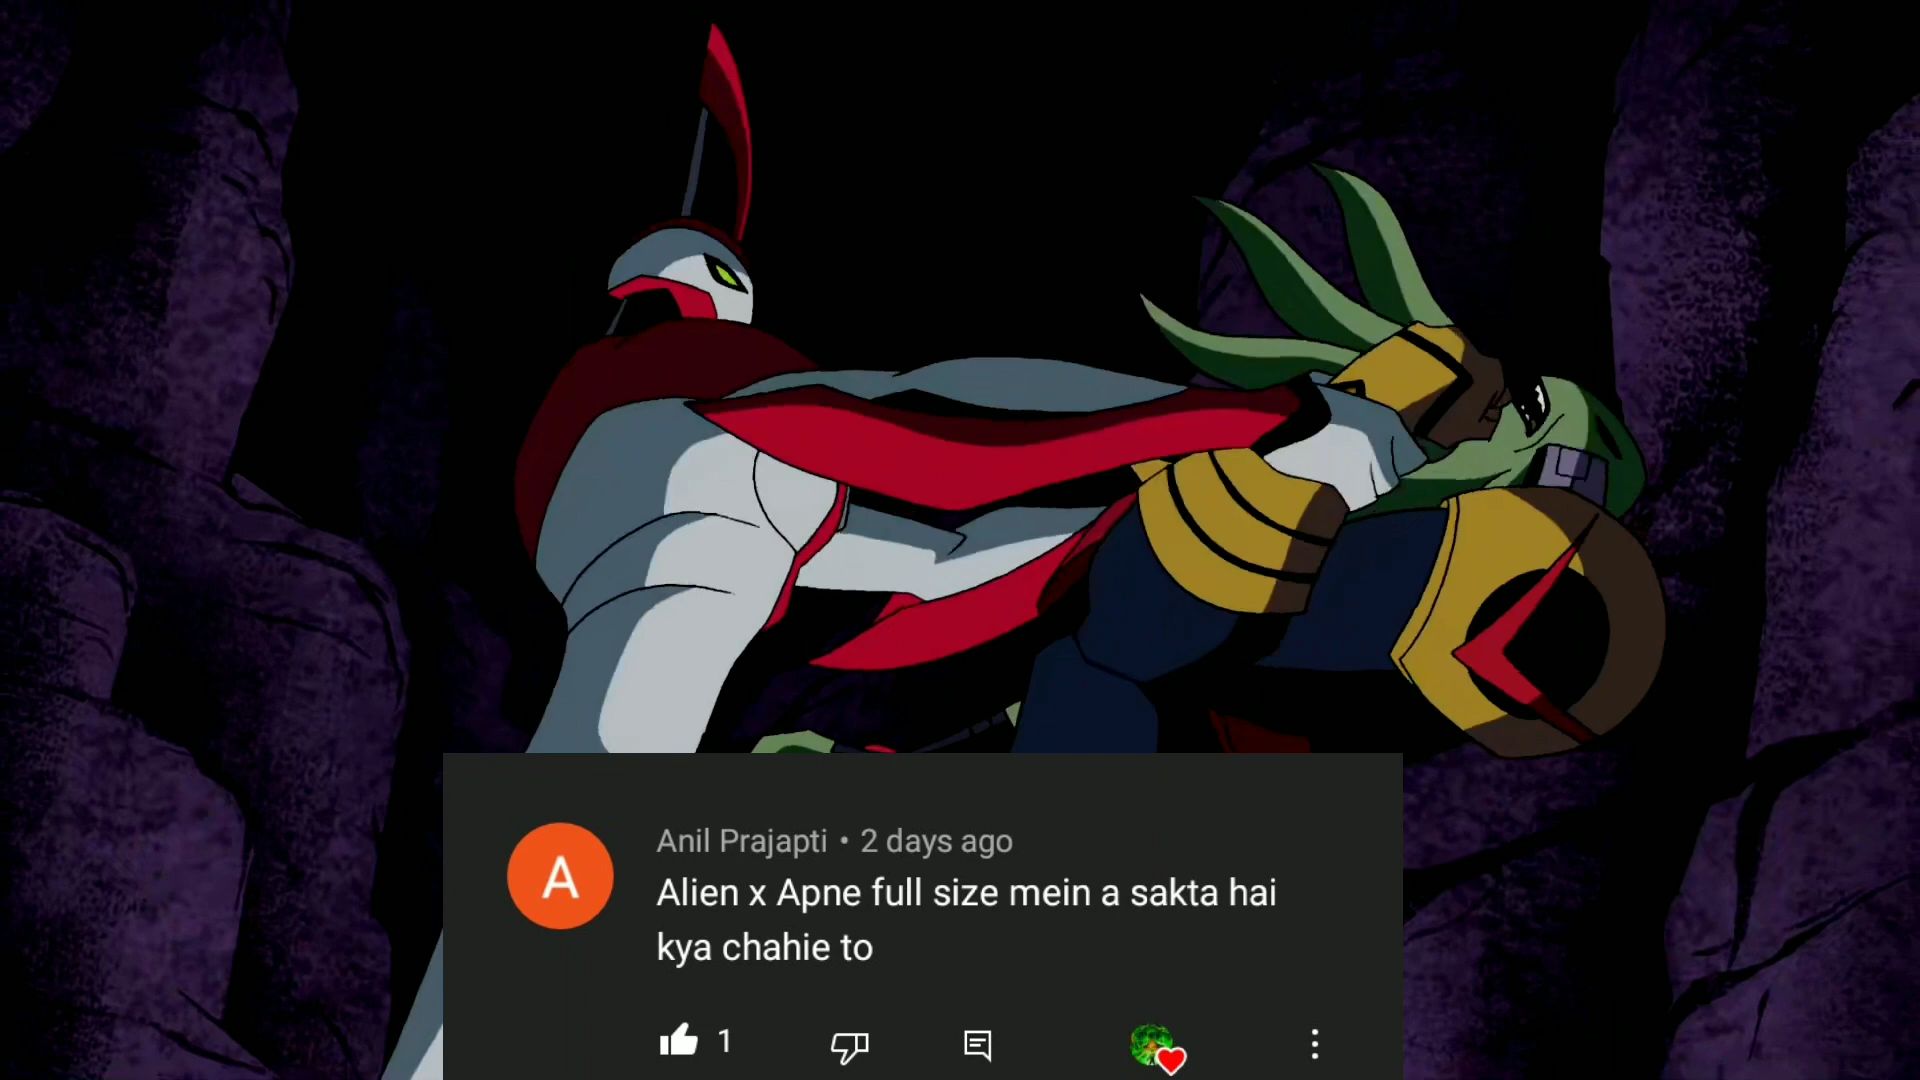 A
Anil Prajapti • 2 days ago
Alien x Apne full size mein a sakta hai
kya chahie to
1